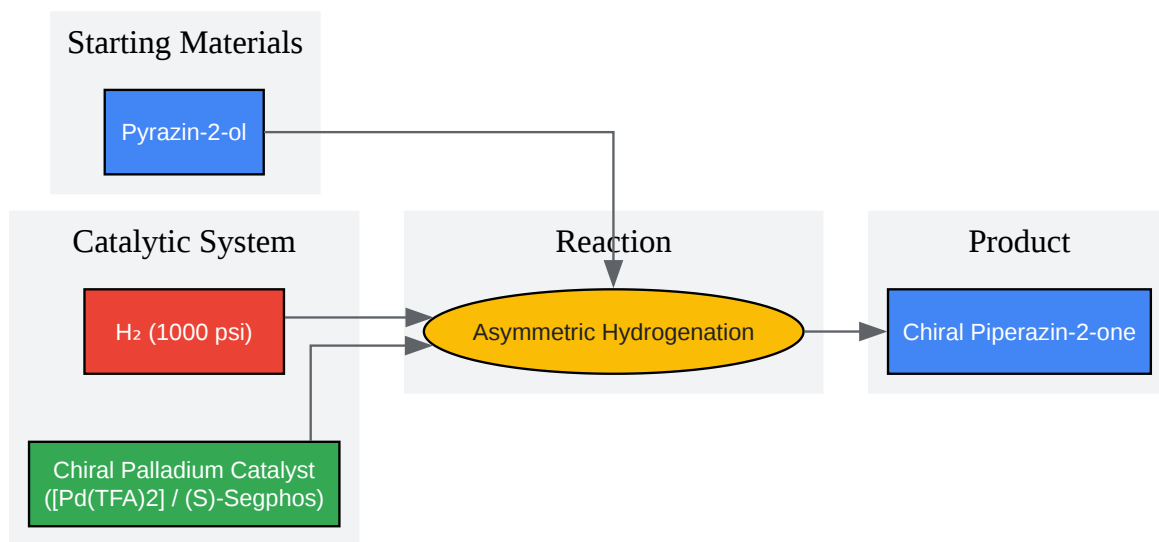 Starting Materials
Pyrazin-2-ol
Catalytic System
H₂ (1000 psi)
Chiral Palladium Catalyst
([Pd(TFA)2] / (S)-Segphos)
Reaction
Asymmetric Hydrogenation
Product
Chiral Piperazin-2-one